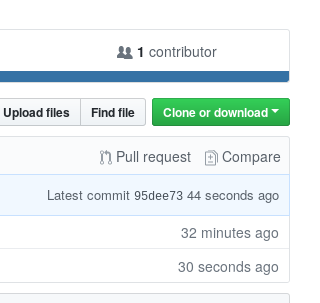 1 contributor
Upload files Find file Clone or download
Pull request Compare
Latest commit 95dee73 44 seconds ago
32 minutes ago
30 seconds ago